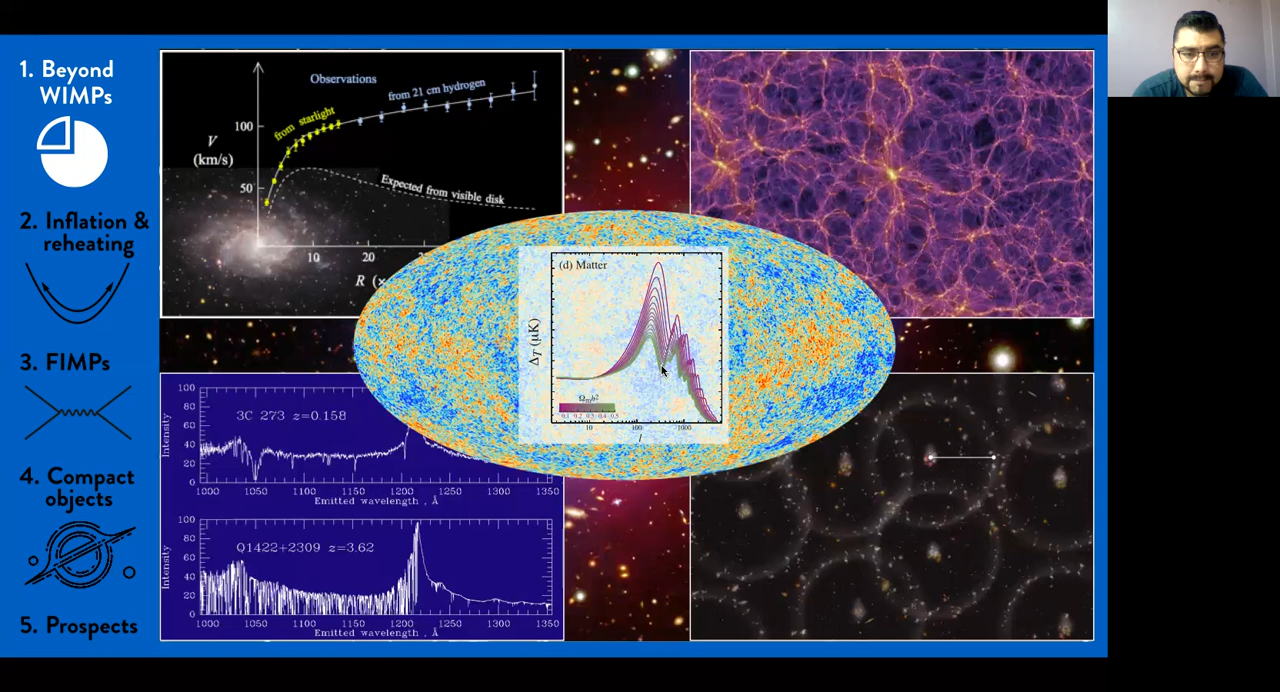 1. Beyond
WIMPs
2. Inflation &
reheating
3. FIMPs
4. Compact
objects
5. Prospects
Observations
from 21 cm hydrogen
from starlight
100
V
(km/s)
50
Expected from visible disk
10
20
R
(d) Matter
Δ_T (μK)
Ω_m h²
0.1 0.2 0.3 0.4 0.5
10
100
1000
l
100
80
60
40
20
0
Intensity
3C 273 z=0.158
1000 1050 1100 1150 1200 1250 1300 1350
Emitted wavelength , Å
100
80
60
40
20
0
Intensity
Q1422+2309 z=3.62
1000 1050 1100 1150 1200 1250 1300 1350
Emitted wavelength , Å